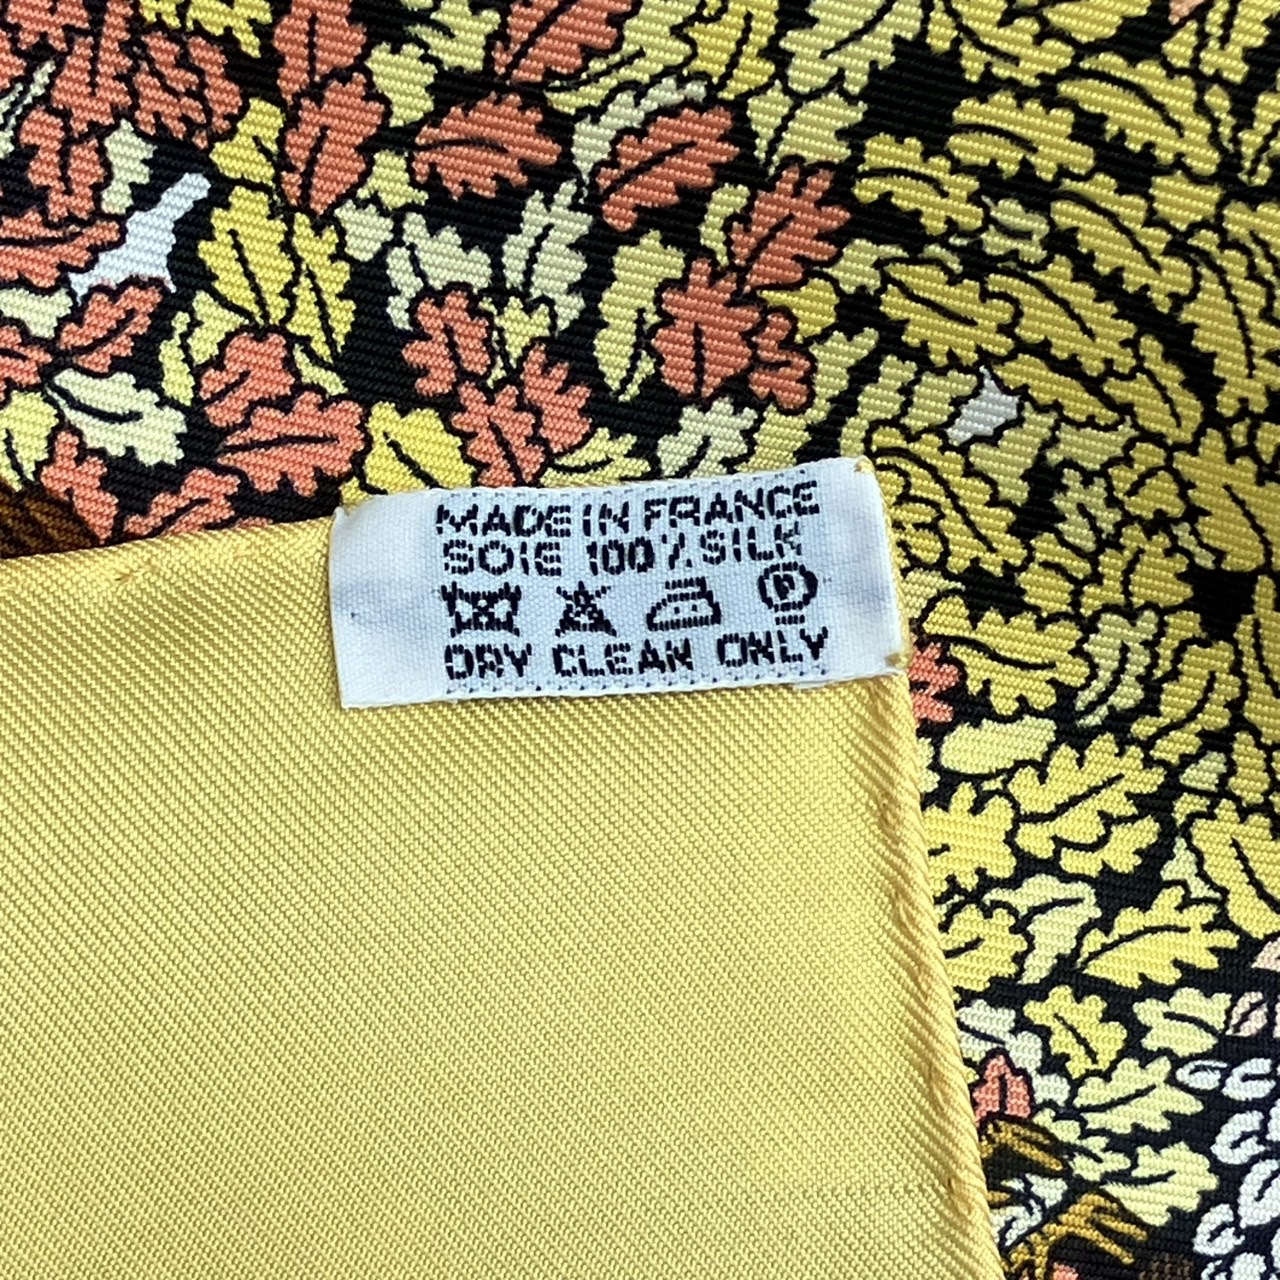 MADE IN FRANCE
SOIE 100% SILK
P
DRY CLEAN ONLY